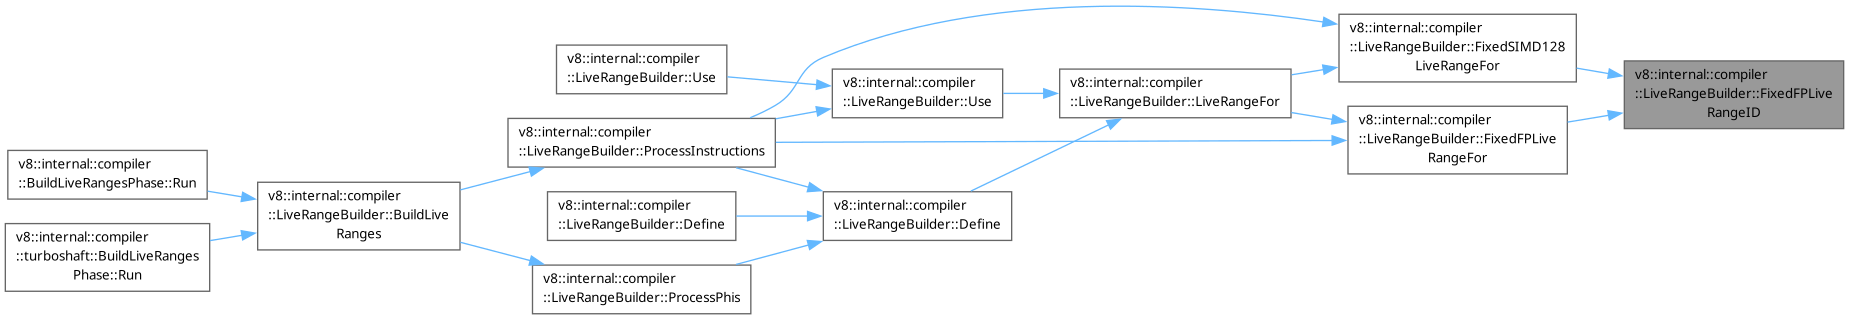 v8::internal::compiler
::BuildLiveRangesPhase::Run
v8::internal::compiler
::turboshaft::BuildLiveRanges
Phase::Run
v8::internal::compiler
::LiveRangeBuilder::BuildLive
Ranges
v8::internal::compiler
::LiveRangeBuilder::Use
v8::internal::compiler
::LiveRangeBuilder::ProcessInstructions
v8::internal::compiler
::LiveRangeBuilder::Define
v8::internal::compiler
::LiveRangeBuilder::ProcessPhis
v8::internal::compiler
::LiveRangeBuilder::Use
v8::internal::compiler
::LiveRangeBuilder::Define
v8::internal::compiler
::LiveRangeBuilder::LiveRangeFor
v8::internal::compiler
::LiveRangeBuilder::FixedSIMD128
LiveRangeFor
v8::internal::compiler
::LiveRangeBuilder::FixedFPLive
RangeFor
v8::internal::compiler
::LiveRangeBuilder::FixedFPLive
RangeID